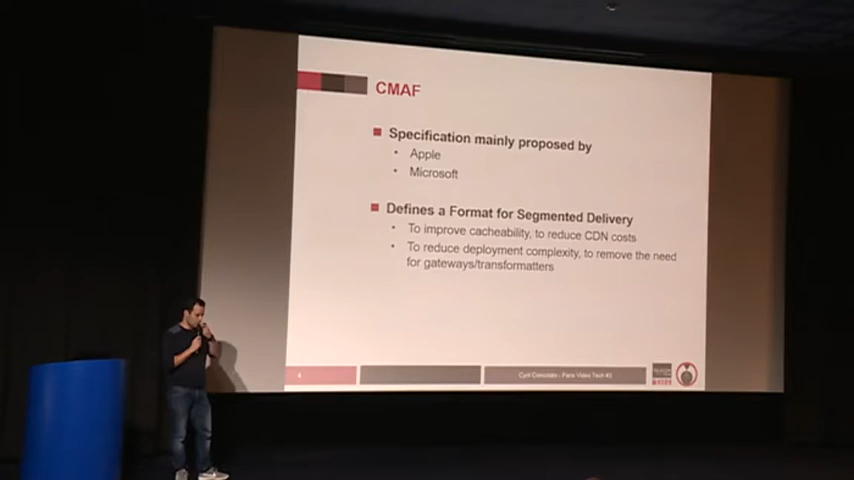 CMAF
Specification mainly proposed by
Apple
Microsoft
Defines a Format for Segmented Delivery
To improve cacheability, to reduce CDN costs
To reduce deployment complexity, to remove the need
for gateways/transformatters
4
Cyril Concolato - Paris Video Tech #3